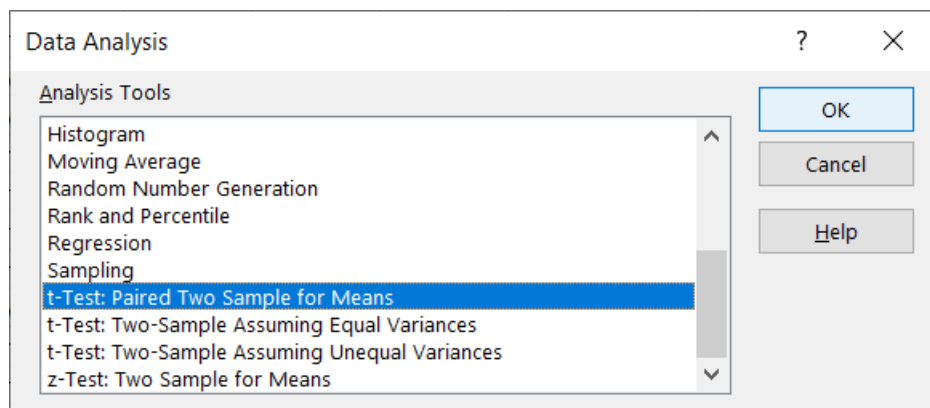 Data Analysis
?
Analysis Tools
Histogram
Moving Average
Random Number Generation
Rank and Percentile
Regression
Sampling
t-Test: Paired Two Sample for Means
t-Test: Two-Sample Assuming Equal Variances
t-Test: Two-Sample Assuming Unequal Variances
z-Test: Two Sample for Means
OK
Cancel
Help